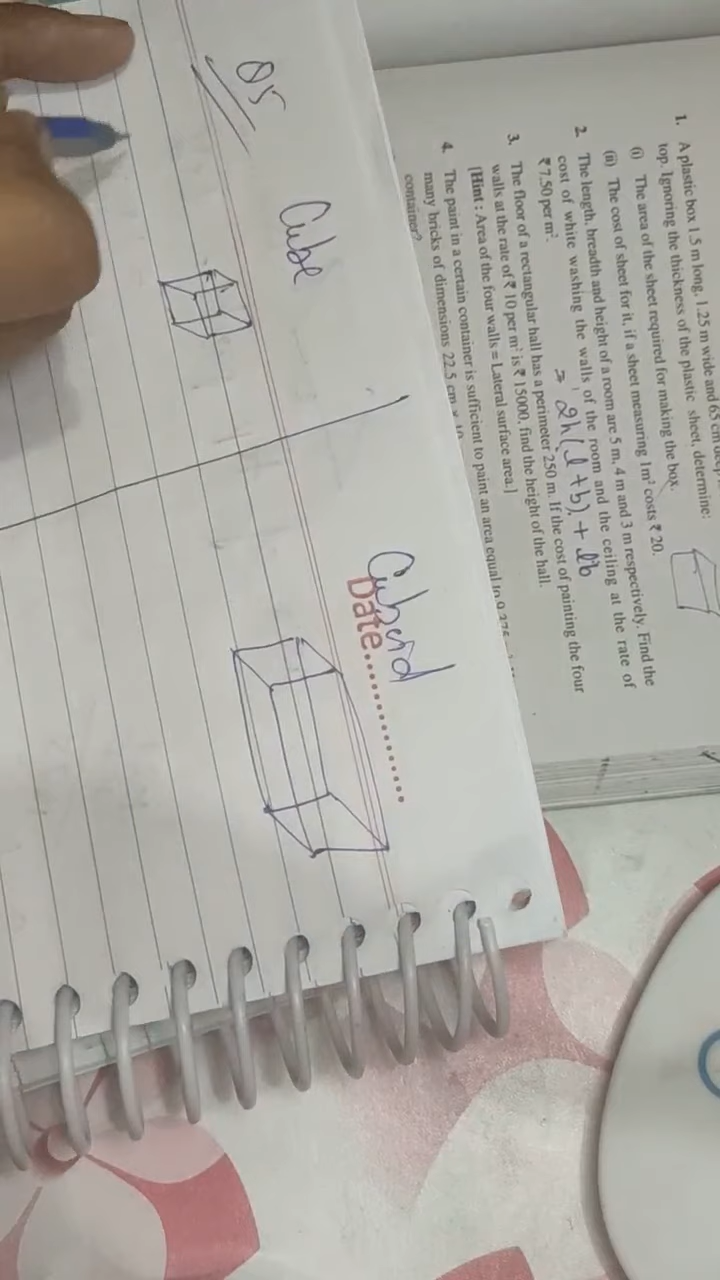 1. A plastic box 1.5 m long, 1.25 m wide and 65 cm
top. Ignoring the thickness of the plastic sheet, determine:
(i) The area of the sheet required for making the box.
(ii) The cost of sheet for it, if a sheet measuring 1m² costs ₹ 20.
2 The length, breadth and height of a room are 5 m, 4 m and 3 m respectively. Find the
cost of white washing the walls of the room and the ceiling at the rate of
₹ 7.50 per m².
= 2h(l+b) + lb
3. The floor of a rectangular hall has a perimeter 250 m. If the cost of painting the four
walls at the rate of ₹ 10 per m² is ₹ 15000, find the height of the hall.
[Hint : Area of the four walls = Lateral surface area.]
4. The paint in a certain container is sufficient to paint an area equal to
many bricks of dimensions 22.5 cm ×
container?
Date
Q5
Cube
Cuboid